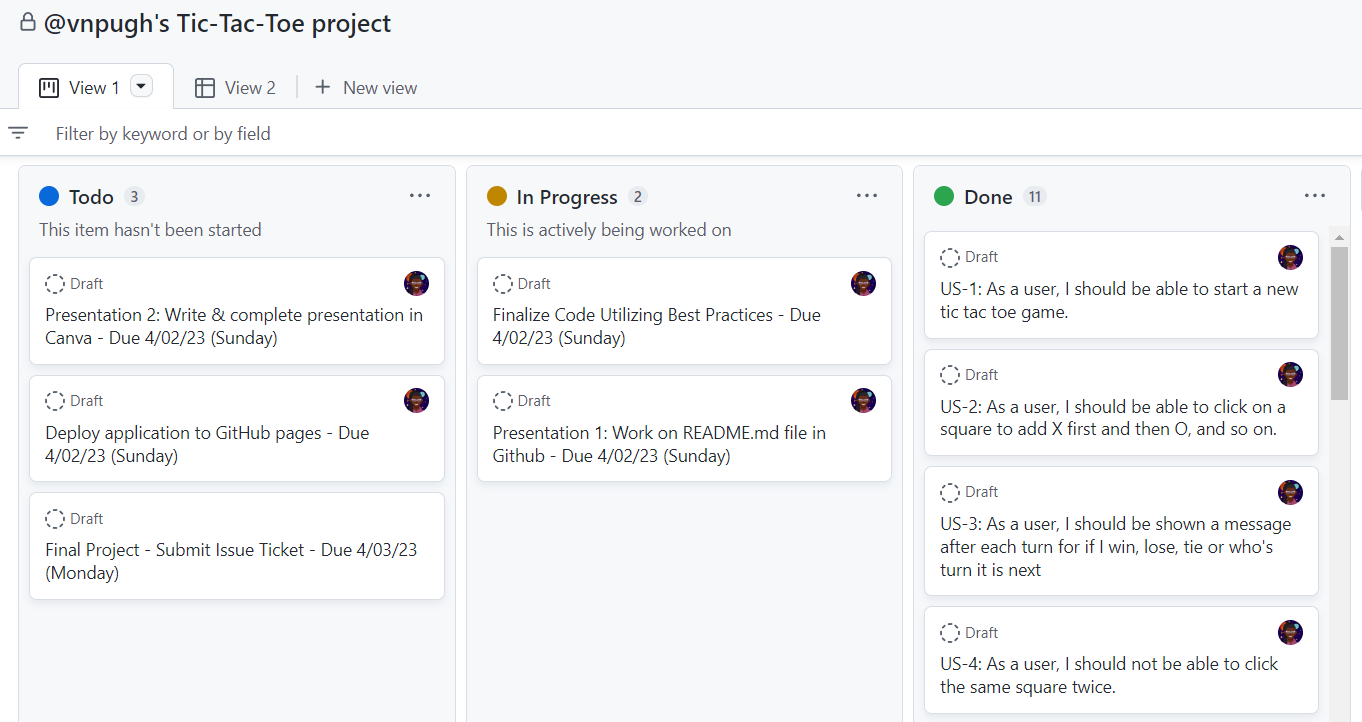 @vnpugh's Tic-Tac-Toe project
View 1
View 2
New view
Filter by keyword or by field
Todo 3
This item hasn't been started
Draft
Presentation 2: Write & complete presentation in
Canva - Due 4/02/23 (Sunday)
Draft
Deploy application to GitHub pages - Due
4/02/23 (Sunday)
Draft
Final Project - Submit Issue Ticket - Due 4/03/23
(Monday)
In Progress 2
This is actively being worked on
Draft
Finalize Code Utilizing Best Practices - Due
4/02/23 (Sunday)
Draft
Presentation 1: Work on README.md file in
Github - Due 4/02/23 (Sunday)
Done 11
Draft
US-1: As a user, I should be able to start a new
tic tac toe game.
Draft
US-2: As a user, I should be able to click on a
square to add X first and then O, and so on.
Draft
US-3: As a user, I should be shown a message
after each turn for if I win, lose, tie or who's
turn it is next
Draft
US-4: As a user, I should not be able to click
the same square twice.